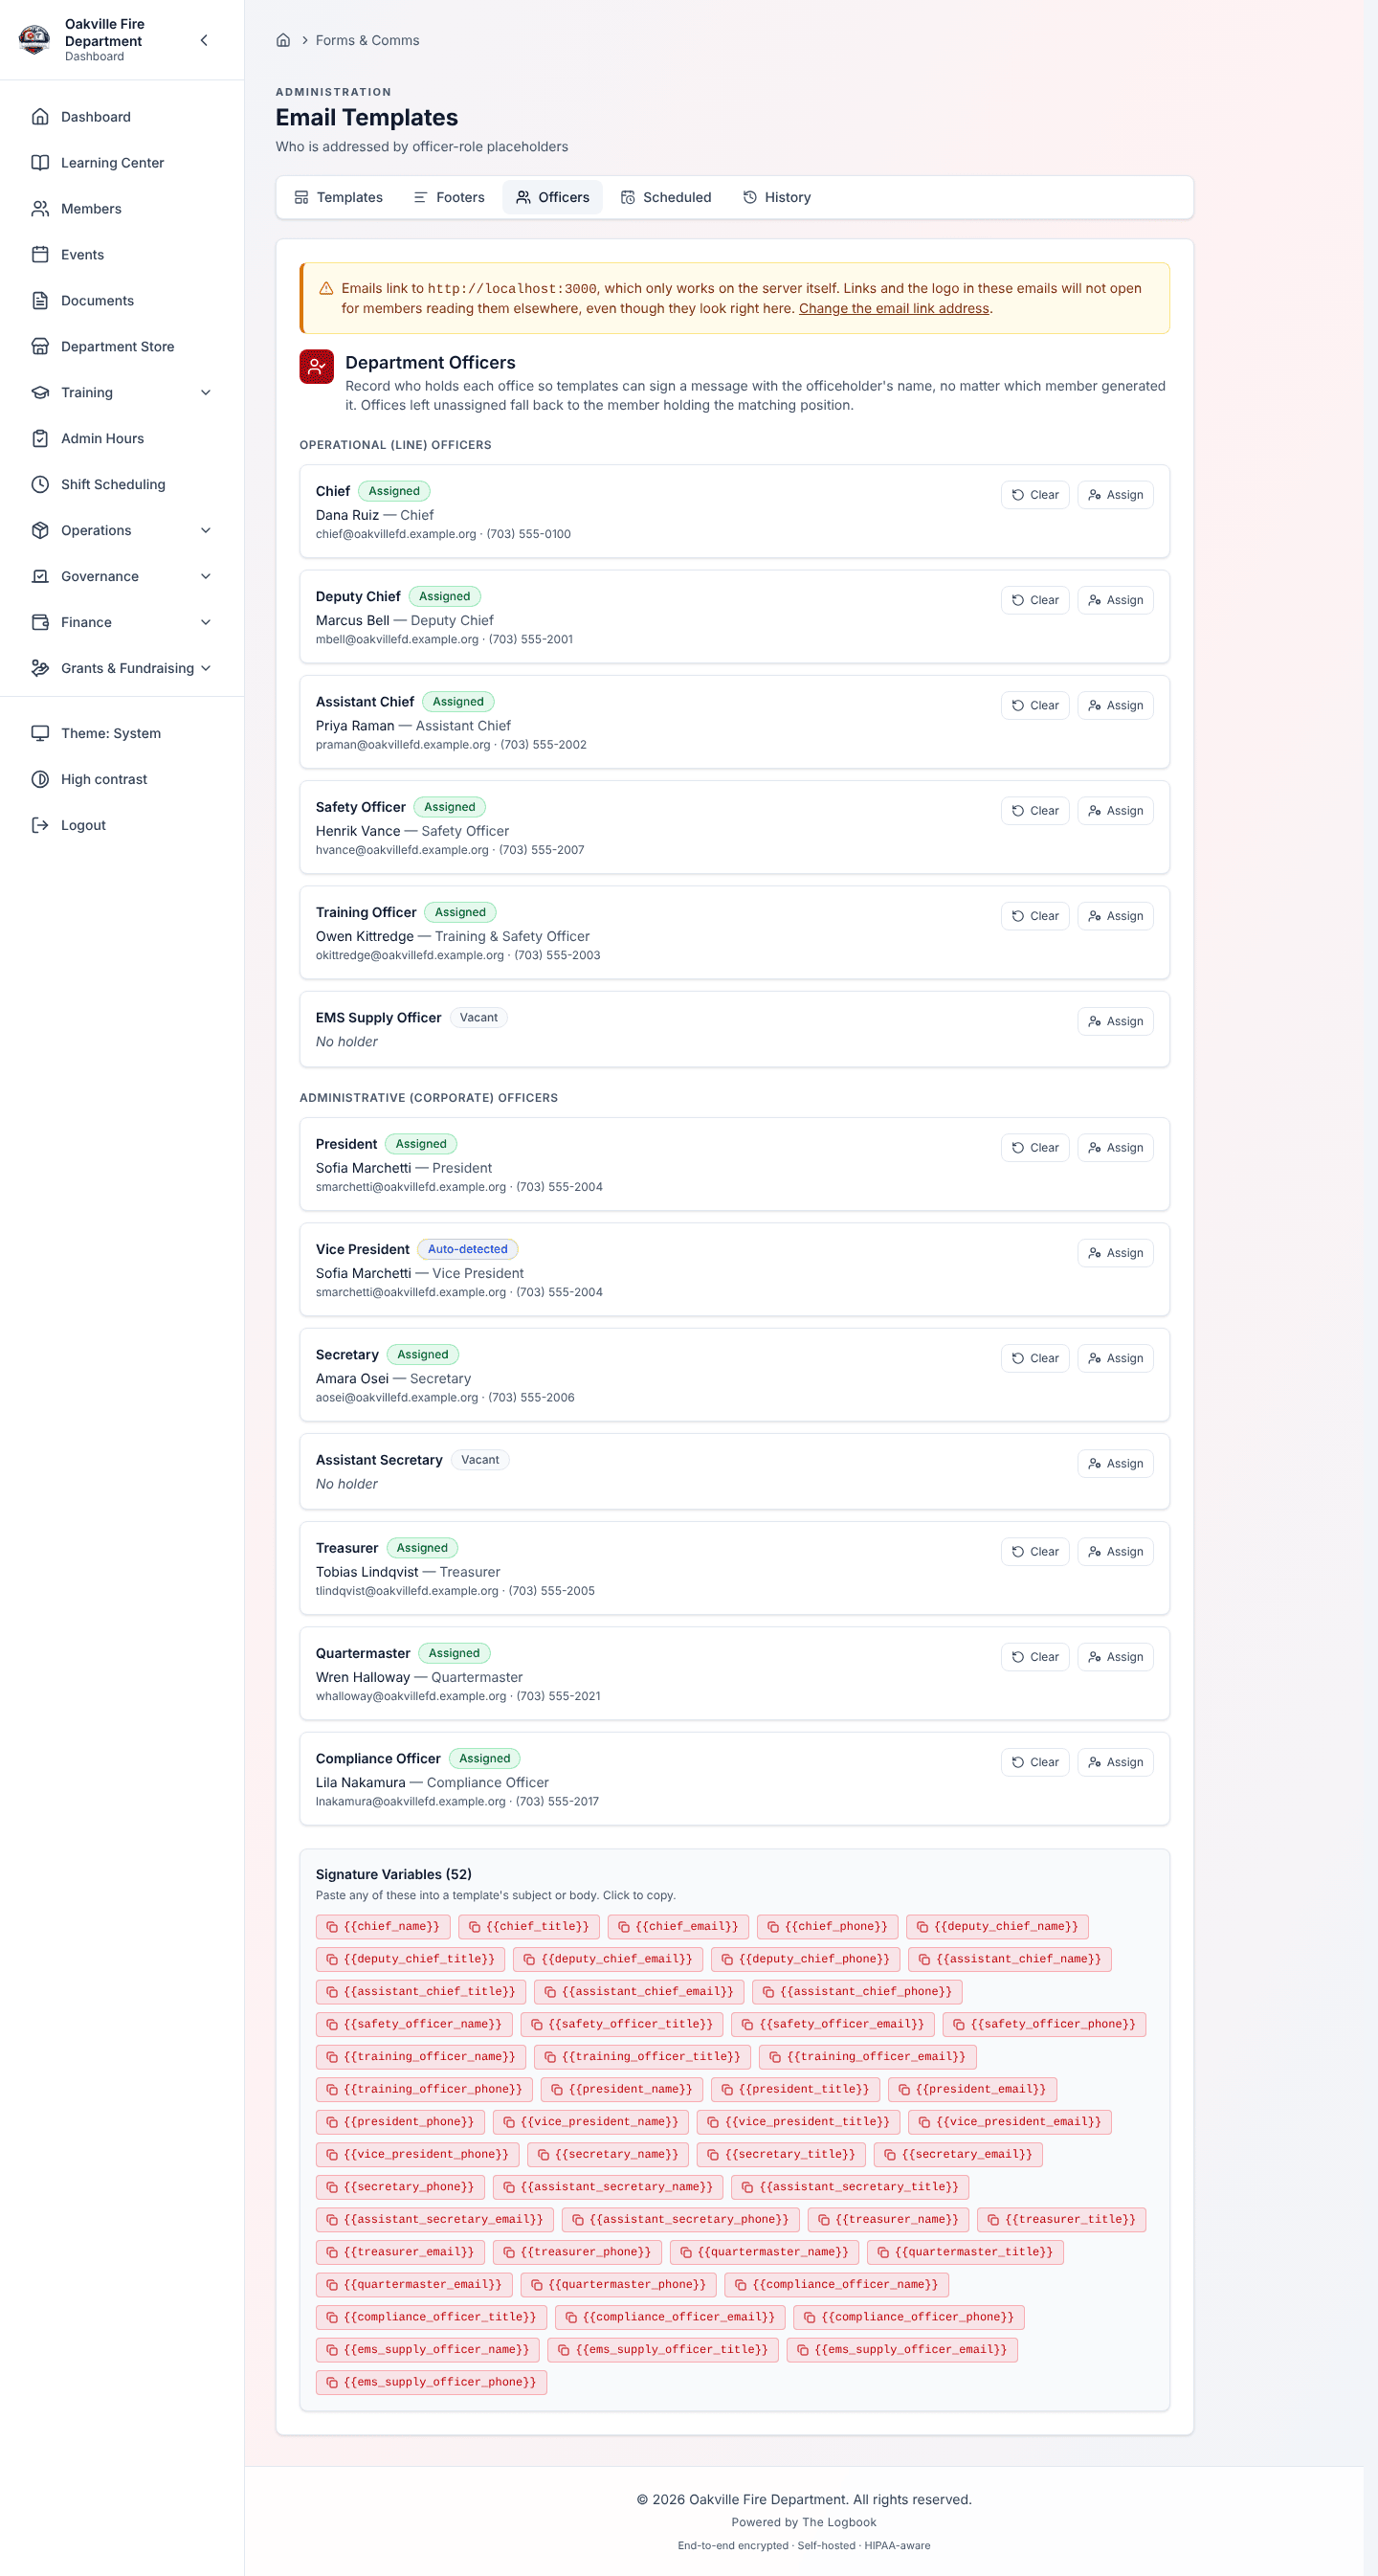 Oakville Fire
Department
Dashboard
Dashboard
Learning Center
Members
Events
Documents
Department Store
Training
Admin Hours
Shift Scheduling
Operations
Governance
Finance
Grants & Fundraising
Theme: System
High contrast
Logout
Forms & Comms
ADMINISTRATION
Email Templates
Who is addressed by officer-role placeholders
Templates Footers Officers Scheduled History
Emails link to http://localhost:3000, which only works on the server itself. Links and the logo in these emails will not open
for members reading them elsewhere, even though they look right here. Change the email link address.
Department Officers
Record who holds each office so templates can sign a message with the officeholder's name, no matter which member generated
it. Offices left unassigned fall back to the member holding the matching position.
OPERATIONAL (LINE) OFFICERS
Chief Assigned Clear Assign
Dana Ruiz — Chief
chief@oakvillefd.example.org · (703) 555-0100
Deputy Chief Assigned Clear Assign
Marcus Bell — Deputy Chief
mbell@oakvillefd.example.org · (703) 555-2001
Assistant Chief Assigned Clear Assign
Priya Raman — Assistant Chief
praman@oakvillefd.example.org · (703) 555-2002
Safety Officer Assigned Clear Assign
Henrik Vance — Safety Officer
hvance@oakvillefd.example.org · (703) 555-2007
Training Officer Assigned Clear Assign
Owen Kittredge — Training & Safety Officer
okittredge@oakvillefd.example.org · (703) 555-2003
EMS Supply Officer Vacant Assign
No holder
ADMINISTRATIVE (CORPORATE) OFFICERS
President Assigned Clear Assign
Sofia Marchetti — President
smarchetti@oakvillefd.example.org · (703) 555-2004
Vice President Auto-detected Assign
Sofia Marchetti — Vice President
smarchetti@oakvillefd.example.org · (703) 555-2004
Secretary Assigned Clear Assign
Amara Osei — Secretary
aosei@oakvillefd.example.org · (703) 555-2006
Assistant Secretary Vacant Assign
No holder
Treasurer Assigned Clear Assign
Tobias Lindqvist — Treasurer
tlindqvist@oakvillefd.example.org · (703) 555-2005
Quartermaster Assigned Clear Assign
Wren Halloway — Quartermaster
whalloway@oakvillefd.example.org · (703) 555-2021
Compliance Officer Assigned Clear Assign
Lila Nakamura — Compliance Officer
lnakamura@oakvillefd.example.org · (703) 555-2017
Signature Variables (52)
Paste any of these into a template's subject or body. Click to copy.
{{chief_name}} {{chief_title}} {{chief_email}} {{chief_phone}} {{deputy_chief_name}}
{{deputy_chief_title}} {{deputy_chief_email}} {{deputy_chief_phone}} {{assistant_chief_name}}
{{assistant_chief_title}} {{assistant_chief_email}} {{assistant_chief_phone}}
{{safety_officer_name}} {{safety_officer_title}} {{safety_officer_email}} {{safety_officer_phone}}
{{training_officer_name}} {{training_officer_title}} {{training_officer_email}}
{{training_officer_phone}} {{president_name}} {{president_title}} {{president_email}}
{{president_phone}} {{vice_president_name}} {{vice_president_title}} {{vice_president_email}}
{{vice_president_phone}} {{secretary_name}} {{secretary_title}} {{secretary_email}}
{{secretary_phone}} {{assistant_secretary_name}} {{assistant_secretary_title}}
{{assistant_secretary_email}} {{assistant_secretary_phone}} {{treasurer_name}} {{treasurer_title}}
{{treasurer_email}} {{treasurer_phone}} {{quartermaster_name}} {{quartermaster_title}}
{{quartermaster_email}} {{quartermaster_phone}} {{compliance_officer_name}}
{{compliance_officer_title}} {{compliance_officer_email}} {{compliance_officer_phone}}
{{ems_supply_officer_name}} {{ems_supply_officer_title}} {{ems_supply_officer_email}}
{{ems_supply_officer_phone}}
© 2026 Oakville Fire Department. All rights reserved.
Powered by The Logbook
End-to-end encrypted · Self-hosted · HIPAA-aware